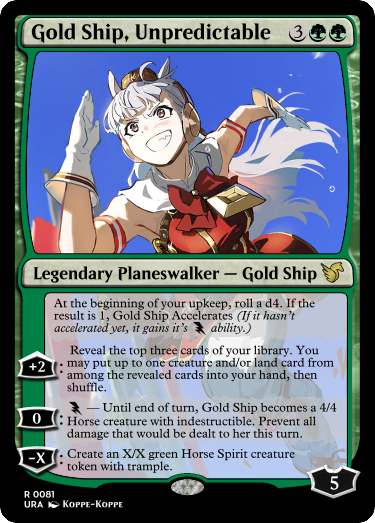 Gold Ship, Unpredictable 3
Legendary Planeswalker — Gold Ship
At the beginning of your upkeep, roll a d4. If the
result is 1, Gold Ship Accelerates (If it hasn't
accelerated yet, it gains it's ability.)
+2: Reveal the top three cards of your library. You
may put up to one creature and/or land card from
among the revealed cards into your hand, then
shuffle.
0: — Until end of turn, Gold Ship becomes a 4/4
Horse creature with indestructible. Prevent all
damage that would be dealt to her this turn.
-X: Create an X/X green Horse Spirit creature
token with trample.
5
R 0081
URA Koppe-Koppe